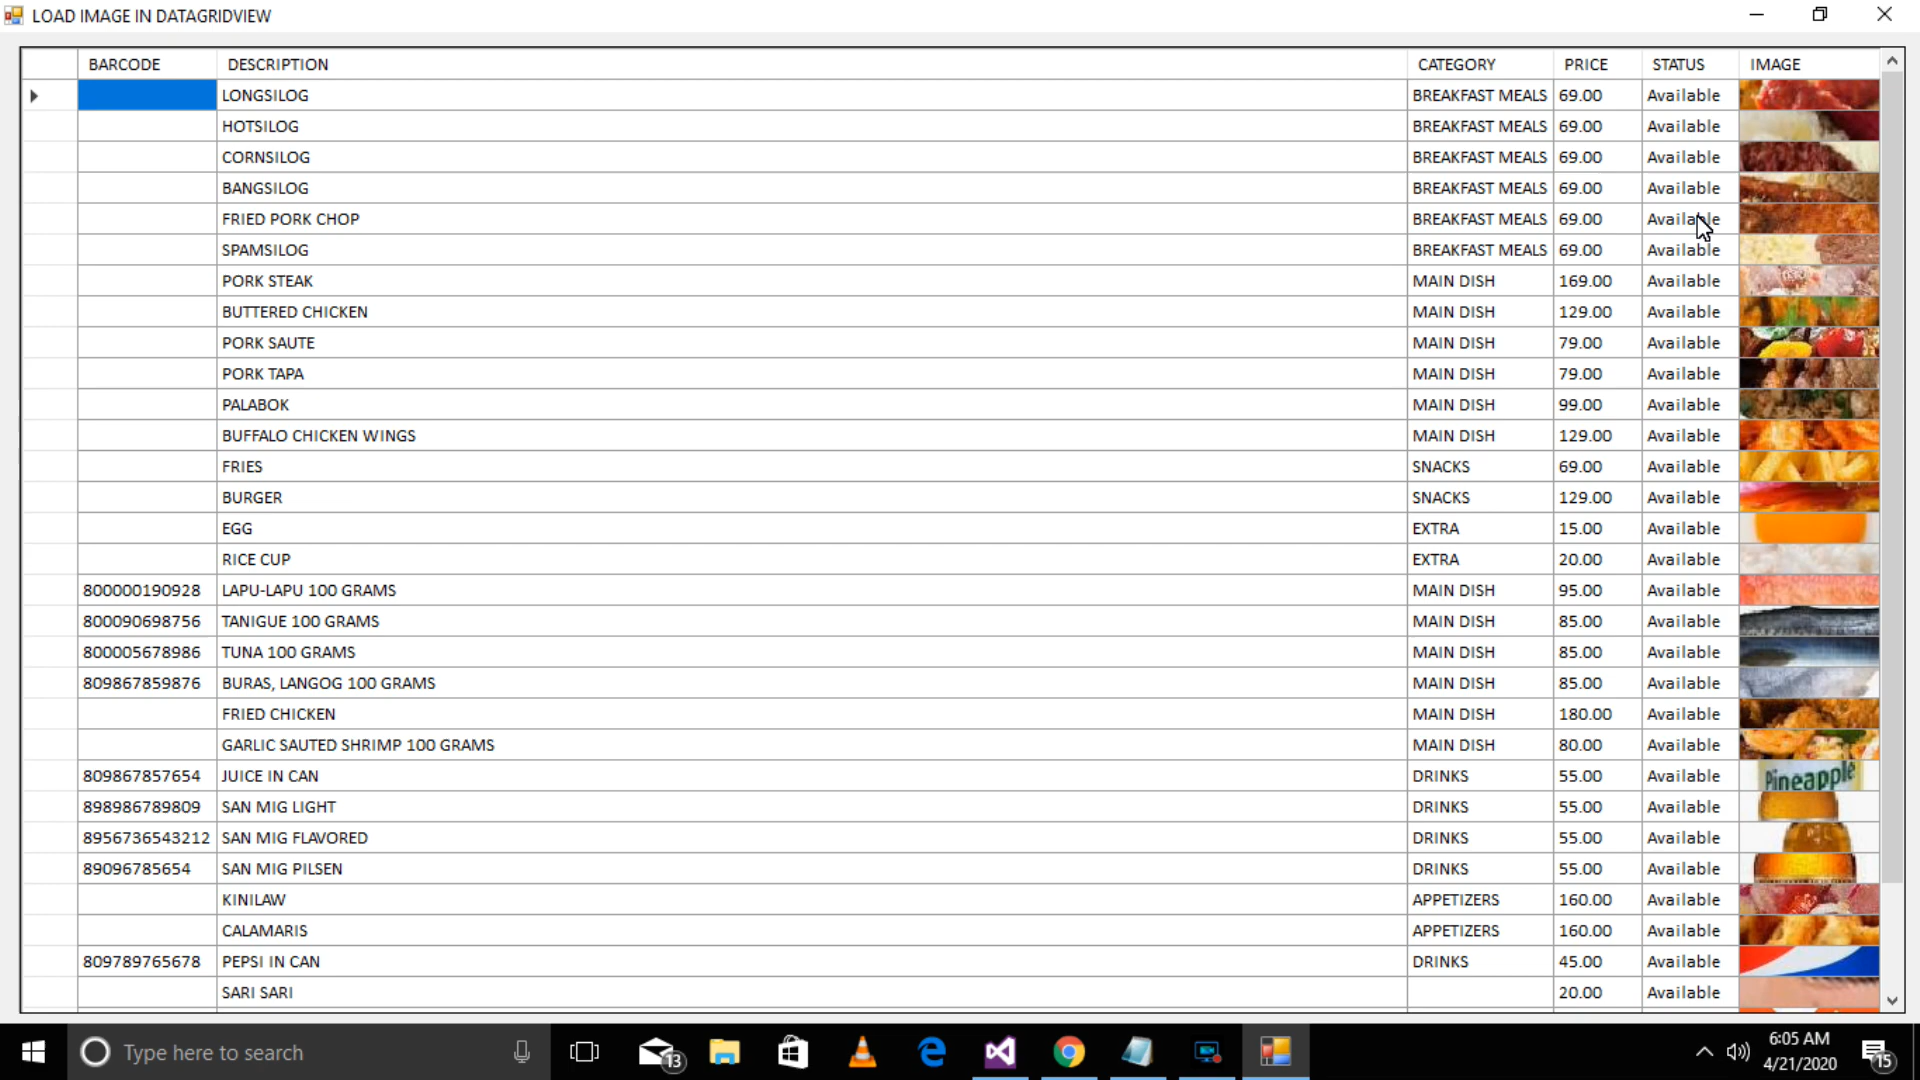 LOAD IMAGE IN DATAGRIDVIEW
BARCODE DESCRIPTION CATEGORY PRICE STATUS IMAGE
LONGSILOG BREAKFAST MEALS 69.00 Available
HOTSILOG BREAKFAST MEALS 69.00 Available
CORNSILOG BREAKFAST MEALS 69.00 Available
BANGSILOG BREAKFAST MEALS 69.00 Available
FRIED PORK CHOP BREAKFAST MEALS 69.00 Available
SPAMSILOG BREAKFAST MEALS 69.00 Available
PORK STEAK MAIN DISH 169.00 Available
BUTTERED CHICKEN MAIN DISH 129.00 Available
PORK SAUTE MAIN DISH 79.00 Available
PORK TAPA MAIN DISH 79.00 Available
PALABOK MAIN DISH 99.00 Available
BUFFALO CHICKEN WINGS MAIN DISH 129.00 Available
FRIES SNACKS 69.00 Available
BURGER SNACKS 129.00 Available
EGG EXTRA 15.00 Available
RICE CUP EXTRA 20.00 Available
800000190928 LAPU-LAPU 100 GRAMS MAIN DISH 95.00 Available
800090698756 TANIGUE 100 GRAMS MAIN DISH 85.00 Available
800005678986 TUNA 100 GRAMS MAIN DISH 85.00 Available
809867859876 BURAS, LANGOG 100 GRAMS MAIN DISH 85.00 Available
FRIED CHICKEN MAIN DISH 180.00 Available
GARLIC SAUTED SHRIMP 100 GRAMS MAIN DISH 80.00 Available
809867857654 JUICE IN CAN DRINKS 55.00 Available Pineapple
898986789809 SAN MIG LIGHT DRINKS 55.00 Available
8956736543212 SAN MIG FLAVORED DRINKS 55.00 Available
89096785654 SAN MIG PILSEN DRINKS 55.00 Available
KINILAW APPETIZERS 160.00 Available
CALAMARIS APPETIZERS 160.00 Available
809789765678 PEPSI IN CAN DRINKS 45.00 Available
SARI SARI 20.00 Available
Type here to search 13 6:05 AM
4/21/2020 15